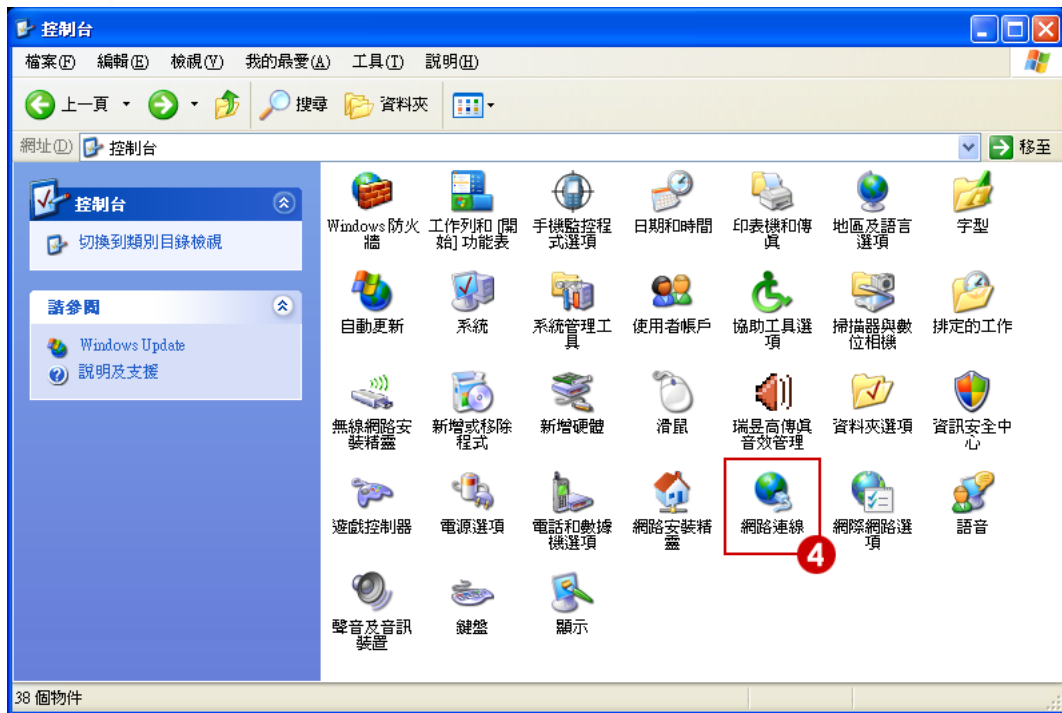 控制台
檔案(F) 編輯(E) 檢視(V) 我的最愛(A) 工具(T) 說明(H)
上一頁 搜尋 資料夾
網址(D) 控制台 移至
控制台
切換到類別目錄檢視
請參閱
Windows Update
說明及支援
Windows 防火
牆
工作列和 [開
始] 功能表
手機監控程
式選項
日期和時間
印表機和傳
真
地區及語言
選項
字型
自動更新
系統
系統管理工
具
使用者帳戶
協助工具選
項
掃描器與數
位相機
排定的工作
無線網路安
裝精靈
新增或移除
程式
新增硬體
滑鼠
瑞昱高傳真
音效管理
資料夾選項
資訊安全中
心
遊戲控制器
電源選項
電話和數據
機選項
網路安裝精
靈
網路連線
4
網際網路選
項
語音
聲音及音訊
裝置
鍵盤
顯示
38 個物件